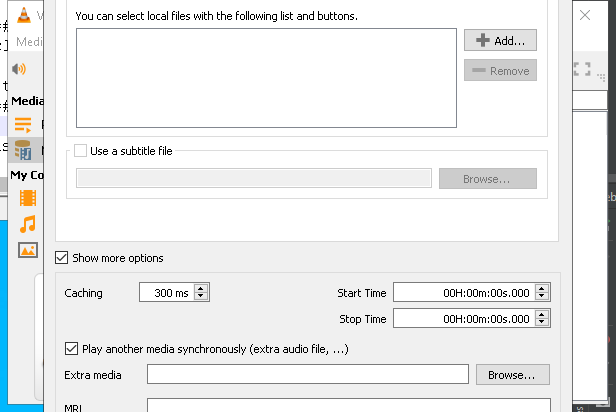 You can select local files with the following list and buttons.
Add...
Remove
Media
Use a subtitle file
Browse...
My Co
Show more options
Caching
300 ms
Start Time
00H:00m:00s.000
Stop Time
00H:00m:00s.000
Play another media synchronously (extra audio file, ...)
Extra media
Browse...
MRL